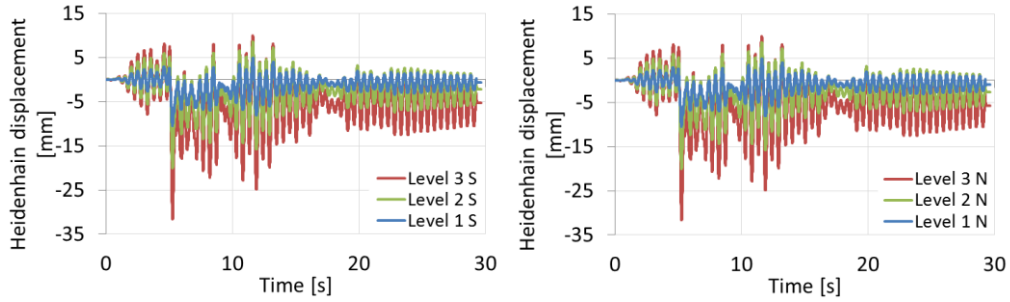 Heidenhain displacement
[mm]
15
5
-5
-15
-25
-35
Level 3 S
Level 2 S
Level 1 S
0
10
20
30
Time [s]
Heidenhain displacement
[mm]
15
5
-5
-15
-25
-35
Level 3 N
Level 2 N
Level 1 N
0
10
20
30
Time [s]